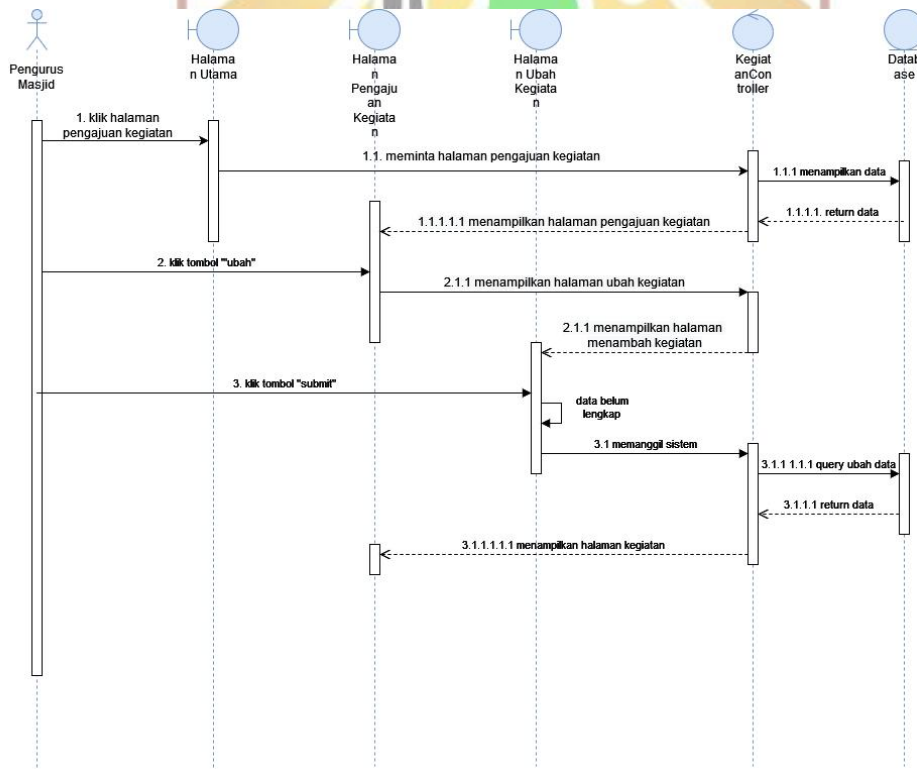 Pengurus
Masjid
Halama
n Utama
Halama
n
Pengaju
an
Kegiata
n
Halama
n Ubah
Kegiata
n
Kegiat
anCon
troller
Datab
ase
1. klik halaman
pengajuan kegiatan
1.1. meminta halaman pengajuan kegiatan
1.1.1 menampilkan data
1.1.1.1. return data
1.1.1.1.1 menampilkan halaman pengajuan kegiatan
2. klik tombol '"ubah"
2.1.1 menampilkan halaman ubah kegiatan
2.1.1 menampilkan halaman
menambah kegiatan
3. klik tombol "submit"
data belum
lengkap
3.1 memanggil sistem
3.1.1 1.1.1 query ubah data
3.1.1.1 return data
3.1.1.1.1.1 menampilkan halaman kegiatan